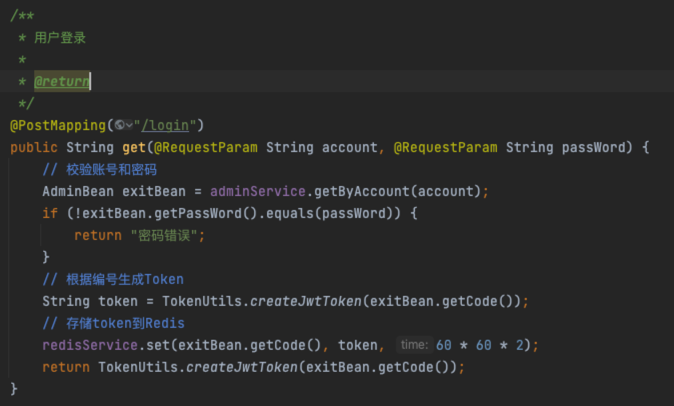 /**
 * 用户登录
 *
 * @return
 */
@PostMapping("/login")
public String get(@RequestParam String account, @RequestParam String passWord) {
    // 校验账号和密码
    AdminBean exitBean = adminService.getByAccount(account);
    if (!exitBean.getPassWord().equals(passWord)) {
        return "密码错误";
    }
    // 根据编号生成Token
    String token = TokenUtils.createJwtToken(exitBean.getCode());
    // 存储token到Redis
    redisService.set(exitBean.getCode(), token, time: 60 * 60 * 2);
    return TokenUtils.createJwtToken(exitBean.getCode());
}